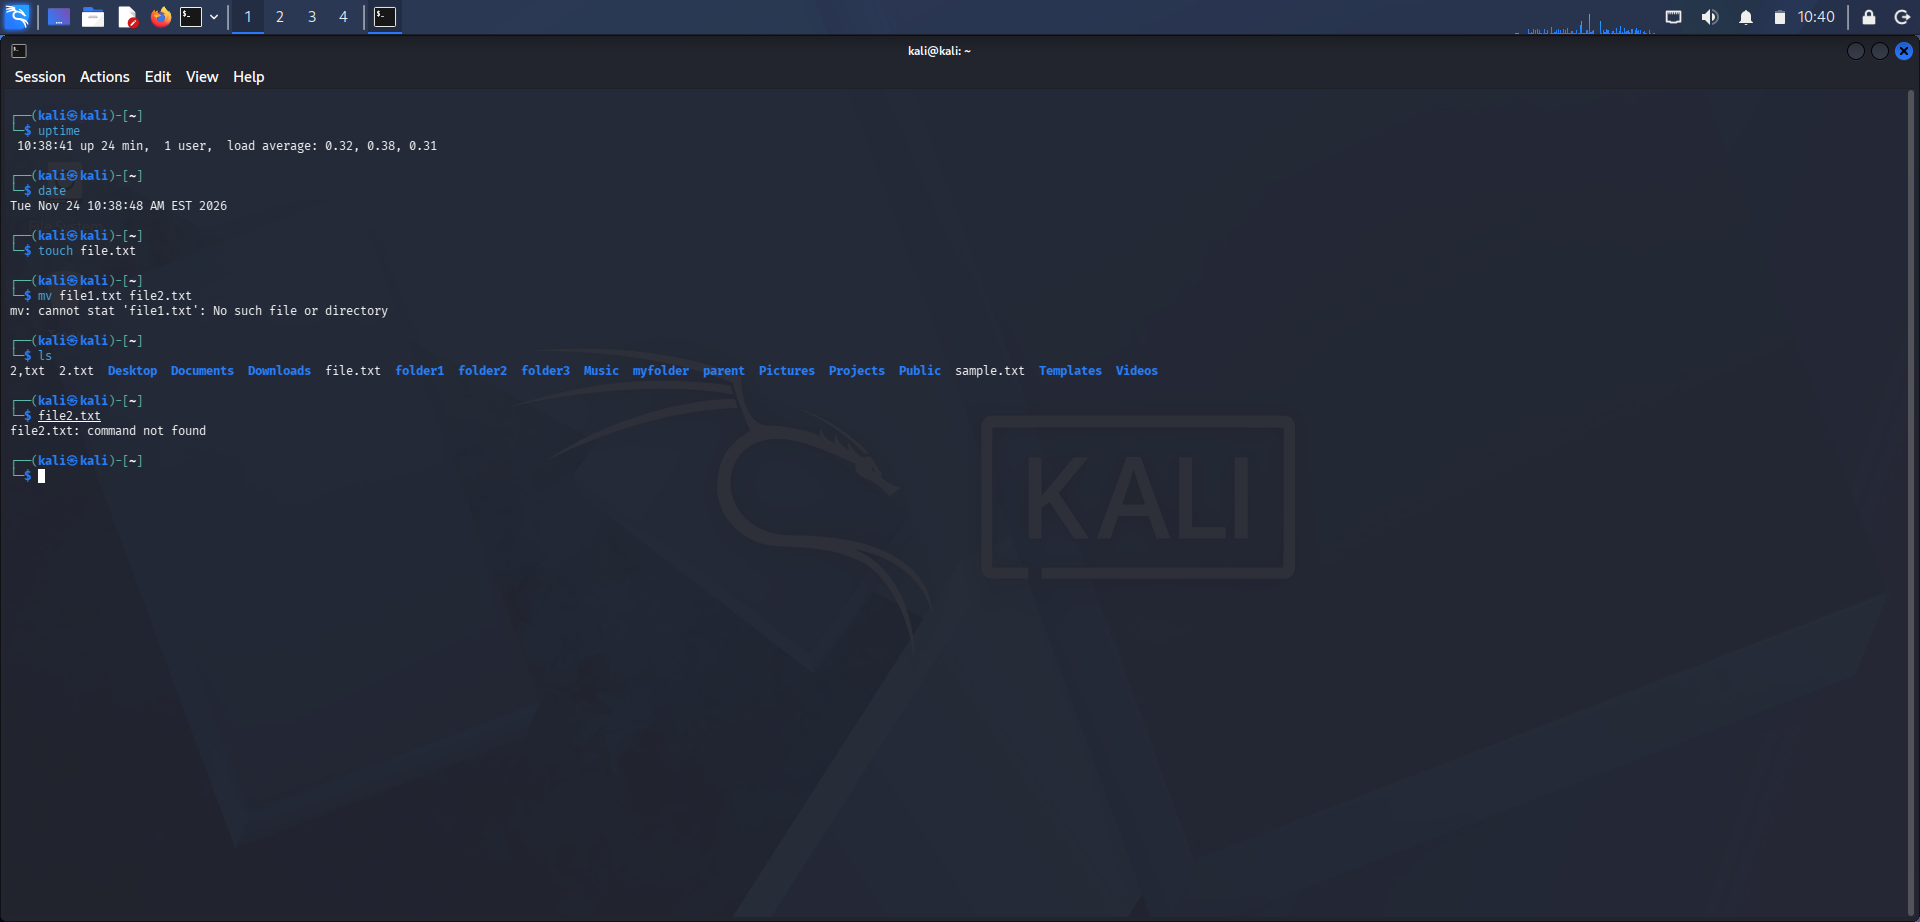 1 2 3 4 10:40
kali@kali: ~
Session Actions Edit View Help
┌──(kali㉿kali)-[~]
└─$ uptime
 10:38:41 up 24 min,  1 user,  load average: 0.32, 0.38, 0.31
┌──(kali㉿kali)-[~]
└─$ date
Tue Nov 24 10:38:48 AM EST 2026
┌──(kali㉿kali)-[~]
└─$ touch file.txt
┌──(kali㉿kali)-[~]
└─$ mv file1.txt file2.txt
mv: cannot stat 'file1.txt': No such file or directory
┌──(kali㉿kali)-[~]
└─$ ls
2,txt  2.txt  Desktop  Documents  Downloads  file.txt  folder1  folder2  folder3  Music  myfolder  parent  Pictures  Projects  Public  sample.txt  Templates  Videos
┌──(kali㉿kali)-[~]
└─$ file2.txt
file2.txt: command not found
┌──(kali㉿kali)-[~]
└─$
KALI